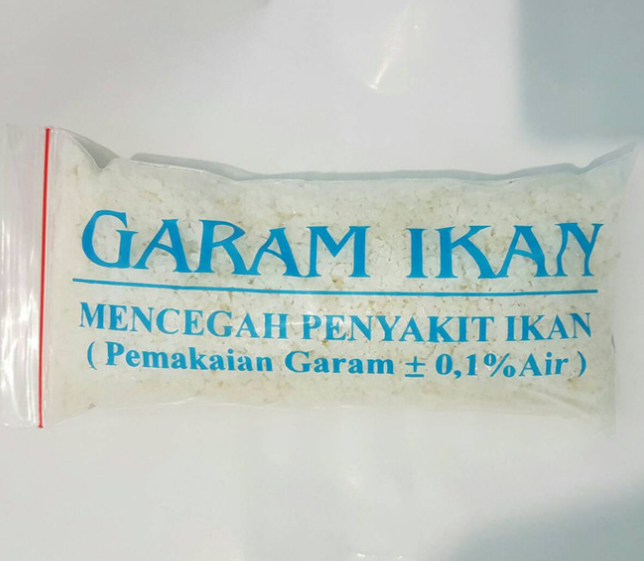 GARAM IKAN
MENCEGAH PENYAKIT IKAN
( Pemakaian Garam ± 0,1% Air )